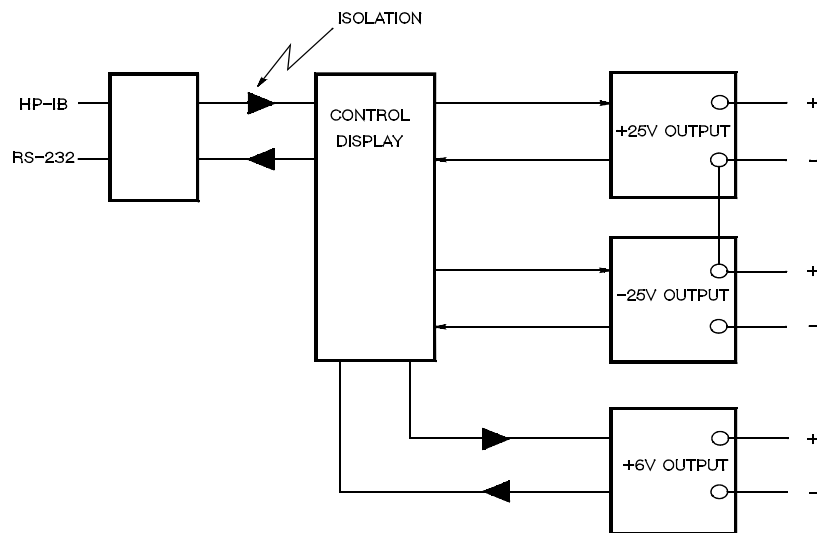 ISOLATION
HP-IB
RS-232
CONTROL
DISPLAY
+25V OUTPUT
+
-
-25V OUTPUT
+
-
+6V OUTPUT
+
-